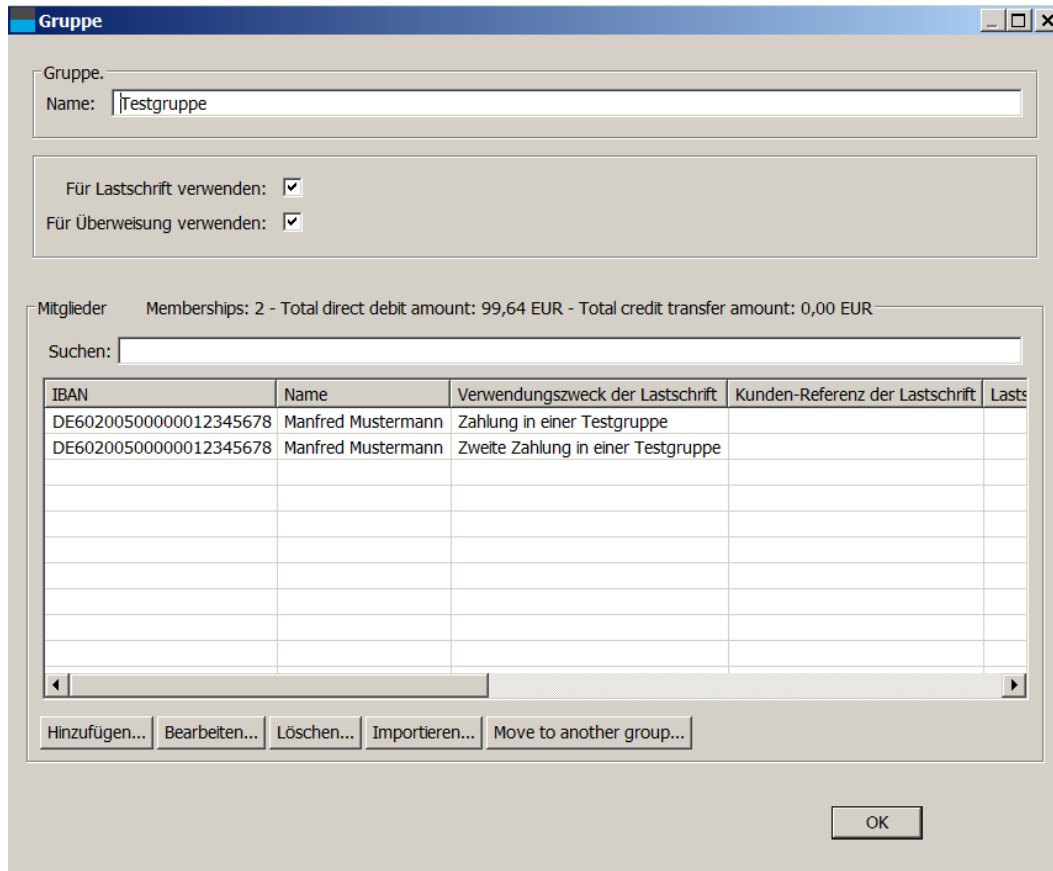 Gruppe
Gruppe.
Name: Testgruppe
Für Lastschrift verwenden:
Für Überweisung verwenden:
Mitglieder Memberships: 2 - Total direct debit amount: 99,64 EUR - Total credit transfer amount: 0,00 EUR
Suchen:
IBAN Name Verwendungszweck der Lastschrift Kunden-Referenz der Lastschrift Lasts
DE60200500000012345678 Manfred Mustermann Zahlung in einer Testgruppe
DE60200500000012345678 Manfred Mustermann Zweite Zahlung in einer Testgruppe
Hinzufügen... Bearbeiten... Löschen... Importieren... Move to another group...
OK